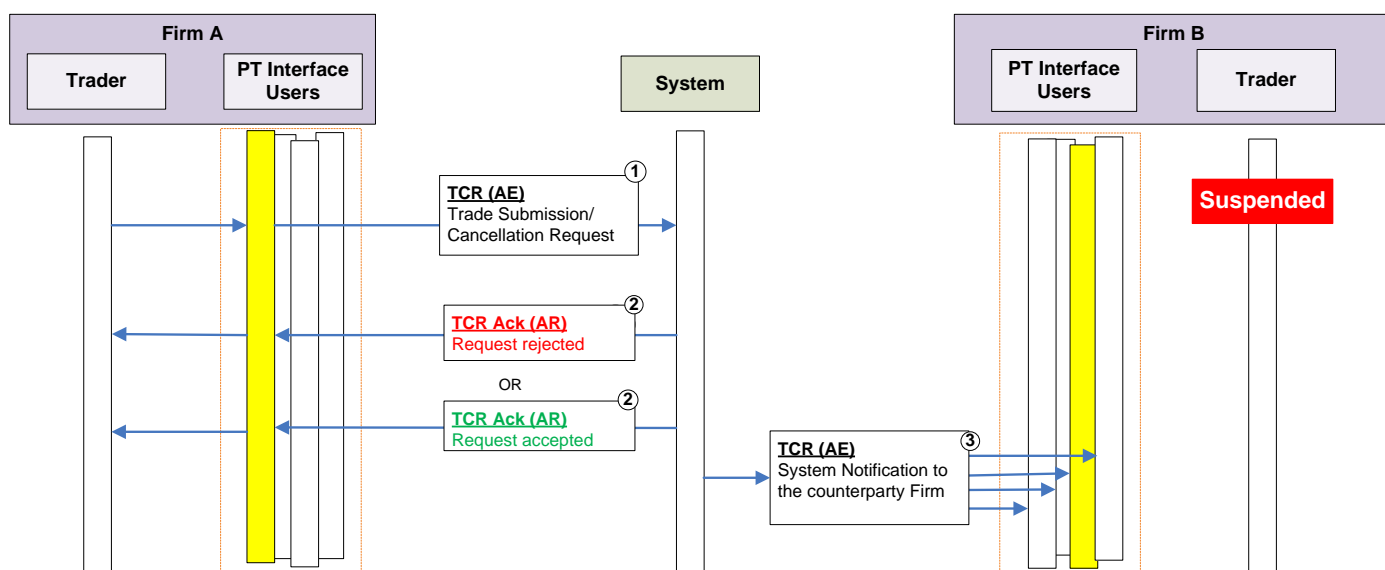 Firm A
Trader
PT Interface
Users
System
Firm B
PT Interface
Users
Trader
1
TCR (AE)
Trade Submission/
Cancellation Request
Suspended
2
TCR Ack (AR)
Request rejected
OR
2
TCR Ack (AR)
Request accepted
3
TCR (AE)
System Notification to
the counterparty Firm